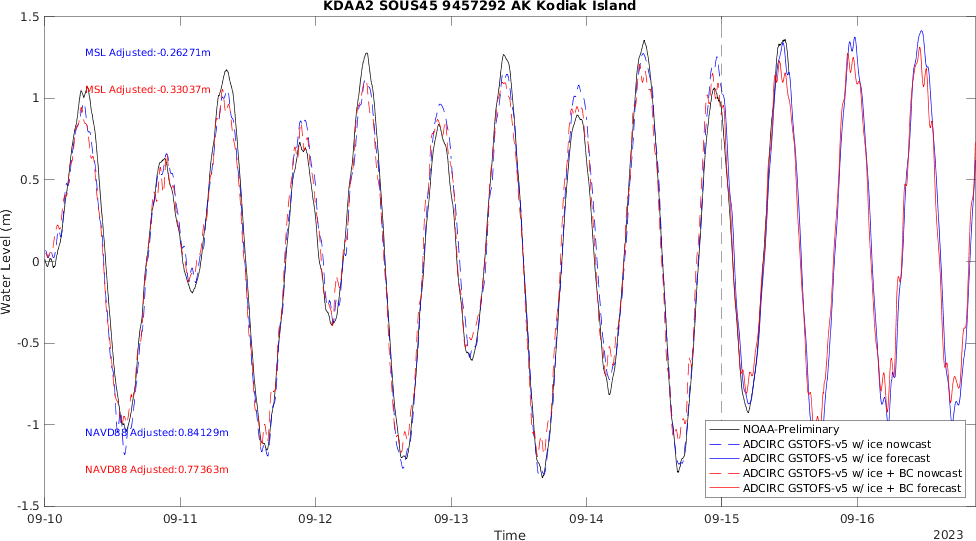 KDAA2 SOUS45 9457292 AK Kodiak Island
1.5
MSL Adjusted:-0.26271m
MSL Adjusted:-0.33037m
1
0.5
0
Water Level (m)
-0.5
-1
NAVD88 Adjusted:0.84129m
NAVD88 Adjusted:0.77363m
-1.5
NOAA-Preliminary
ADCIRC GSTOFS-v5 w/ ice nowcast
ADCIRC GSTOFS-v5 w/ ice forecast
ADCIRC GSTOFS-v5 w/ ice + BC nowcast
ADCIRC GSTOFS-v5 w/ ice + BC forecast
09-10 09-11 09-12 09-13 09-14 09-15 09-16
Time
2023